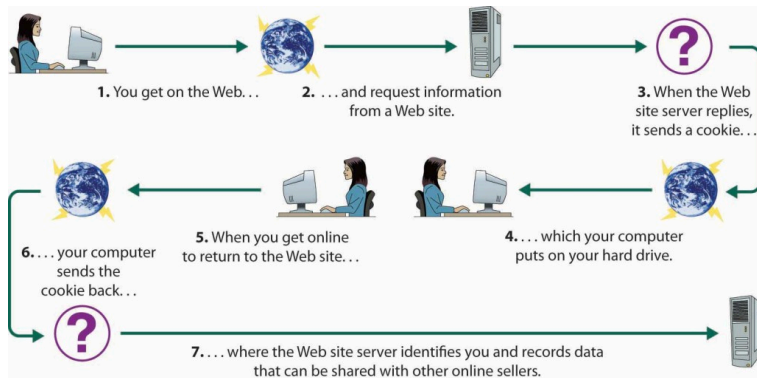 1. You get on the Web. . .
2. . . . and request information
from a Web site.
3. When the Web
site server replies,
it sends a cookie. . .
4. . . . which your computer
puts on your hard drive.
5. When you get online
to return to the Web site. . .
6. . . . your computer
sends the
cookie back. . .
7. . . . where the Web site server identifies you and records data
that can be shared with other online sellers.